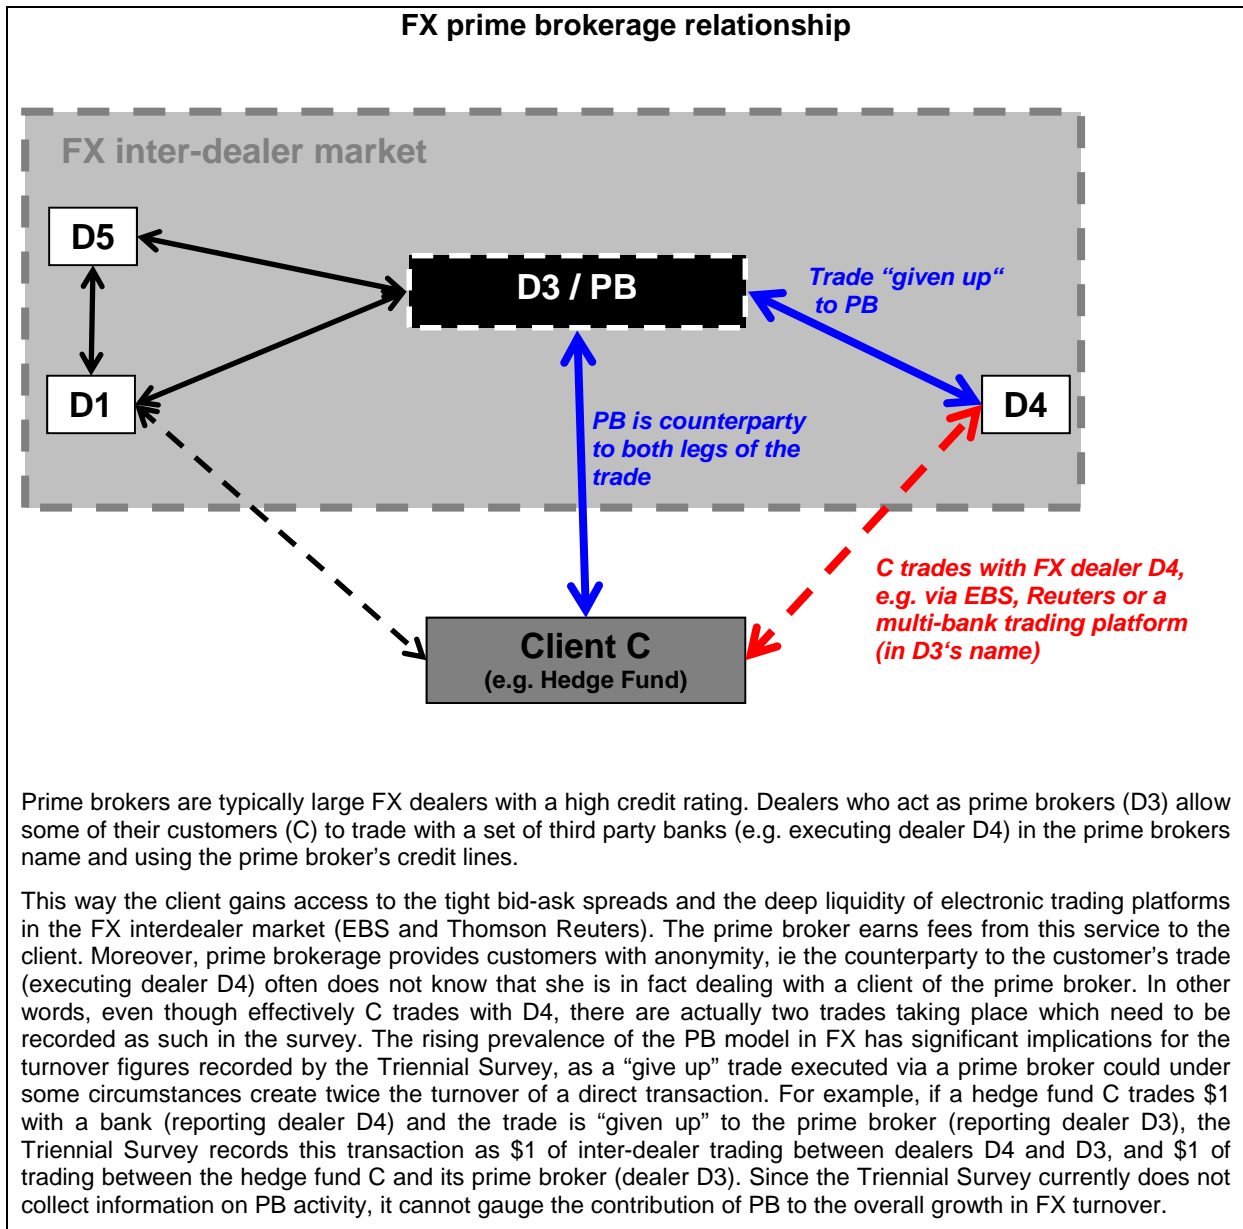 FX prime brokerage relationship
FX inter-dealer market
D5
D3 / PB
Trade “given up“
to PB
D1
D4
PB is counterparty
to both legs of the
trade
C trades with FX dealer D4,
e.g. via EBS, Reuters or a
multi-bank trading platform
(in D3‘s name)
Client C
(e.g. Hedge Fund)
Prime brokers are typically large FX dealers with a high credit rating. Dealers who act as prime brokers (D3) allow
some of their customers (C) to trade with a set of third party banks (e.g. executing dealer D4) in the prime brokers
name and using the prime broker’s credit lines.
This way the client gains access to the tight bid-ask spreads and the deep liquidity of electronic trading platforms
in the FX interdealer market (EBS and Thomson Reuters). The prime broker earns fees from this service to the
client. Moreover, prime brokerage provides customers with anonymity, ie the counterparty to the customer’s trade
(executing dealer D4) often does not know that she is in fact dealing with a client of the prime broker. In other
words, even though effectively C trades with D4, there are actually two trades taking place which need to be
recorded as such in the survey. The rising prevalence of the PB model in FX has significant implications for the
turnover figures recorded by the Triennial Survey, as a “give up” trade executed via a prime broker could under
some circumstances create twice the turnover of a direct transaction. For example, if a hedge fund C trades $1
with a bank (reporting dealer D4) and the trade is “given up” to the prime broker (reporting dealer D3), the
Triennial Survey records this transaction as $1 of inter-dealer trading between dealers D4 and D3, and $1 of
trading between the hedge fund C and its prime broker (dealer D3). Since the Triennial Survey currently does not
collect information on PB activity, it cannot gauge the contribution of PB to the overall growth in FX turnover.